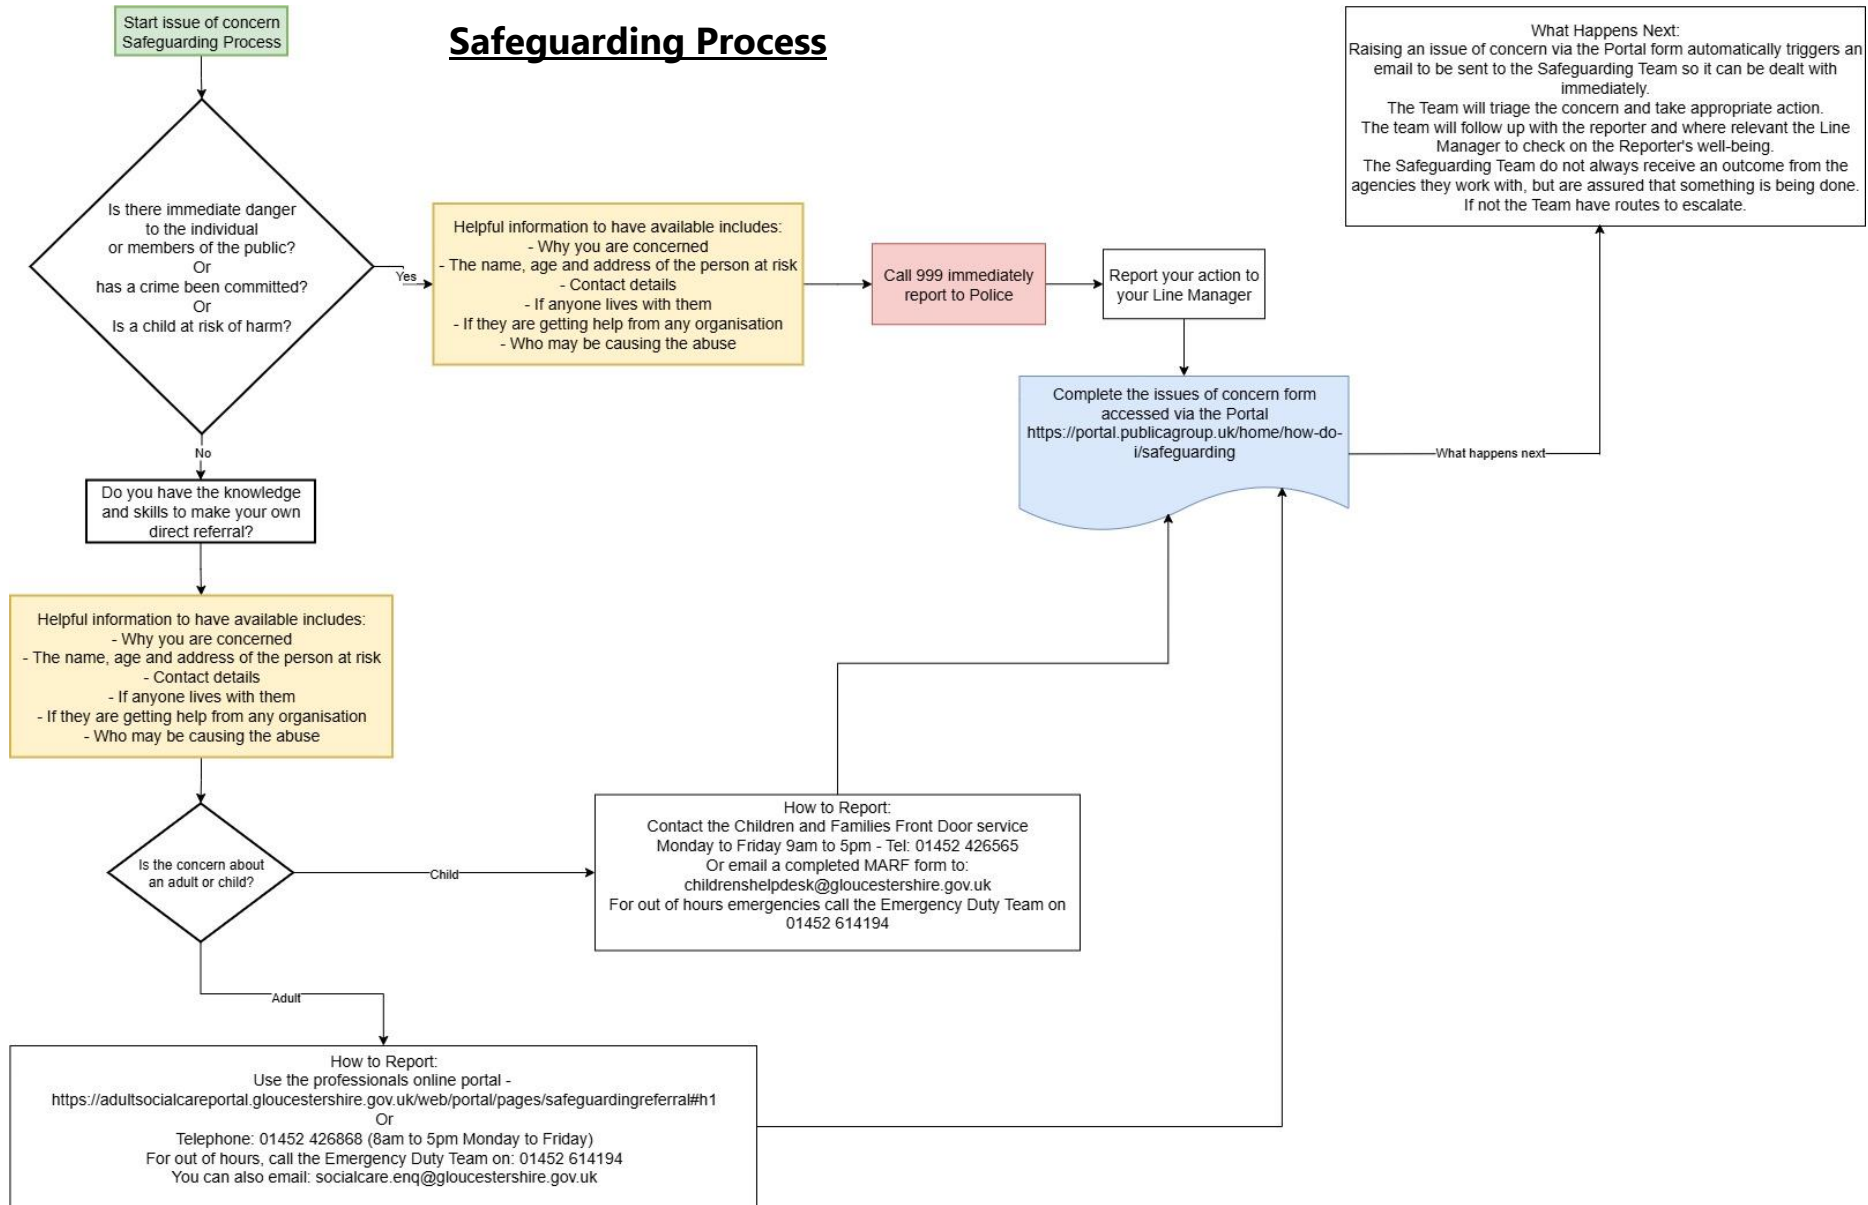 Start issue of concern
Safeguarding Process
Safeguarding Process
What Happens Next:
Raising an issue of concern via the Portal form automatically triggers an
email to be sent to the Safeguarding Team so it can be dealt with
immediately.
The Team will triage the concern and take appropriate action.
The team will follow up with the reporter and where relevant the Line
Manager to check on the Reporter's well-being.
The Safeguarding Team do not always receive an outcome from the
agencies they work with, but are assured that something is being done.
If not the Team have routes to escalate.
Is there immediate danger
to the individual
or members of the public?
Or
has a crime been committed?
Or
Is a child at risk of harm?
Yes
Helpful information to have available includes:
- Why you are concerned
- The name, age and address of the person at risk
- Contact details
- If anyone lives with them
- If they are getting help from any organisation
- Who may be causing the abuse
Call 999 immediately
report to Police
Report your action to
your Line Manager
Complete the issues of concern form
accessed via the Portal
https://portal.publicagroup.uk/home/how-do-
i/safeguarding
What happens next
No
Do you have the knowledge
and skills to make your own
direct referral?
Helpful information to have available includes:
- Why you are concerned
- The name, age and address of the person at risk
- Contact details
- If anyone lives with them
- If they are getting help from any organisation
- Who may be causing the abuse
Is the concern about
an adult or child?
Child
How to Report:
Contact the Children and Families Front Door service
Monday to Friday 9am to 5pm - Tel: 01452 426565
Or email a completed MARF form to:
childrenshelpdesk@gloucestershire.gov.uk
For out of hours emergencies call the Emergency Duty Team on
01452 614194
Adult
How to Report:
Use the professionals online portal -
https://adultsocialcareportal.gloucestershire.gov.uk/web/portal/pages/safeguardingreferral#h1
Or
Telephone: 01452 426868 (8am to 5pm Monday to Friday)
For out of hours, call the Emergency Duty Team on: 01452 614194
You can also email: socialcare.enq@gloucestershire.gov.uk